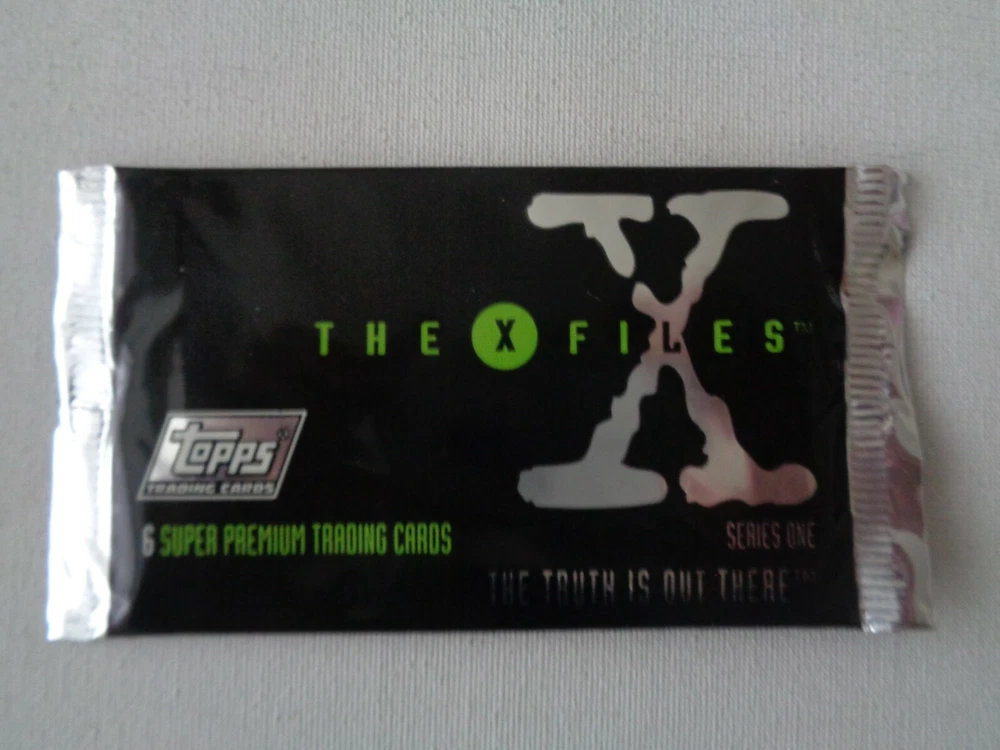 X
THE X FILES™
topps®
TRADING CARDS
6 SUPER PREMIUM TRADING CARDS
SERIES ONE
THE TRUTH IS OUT THERE™